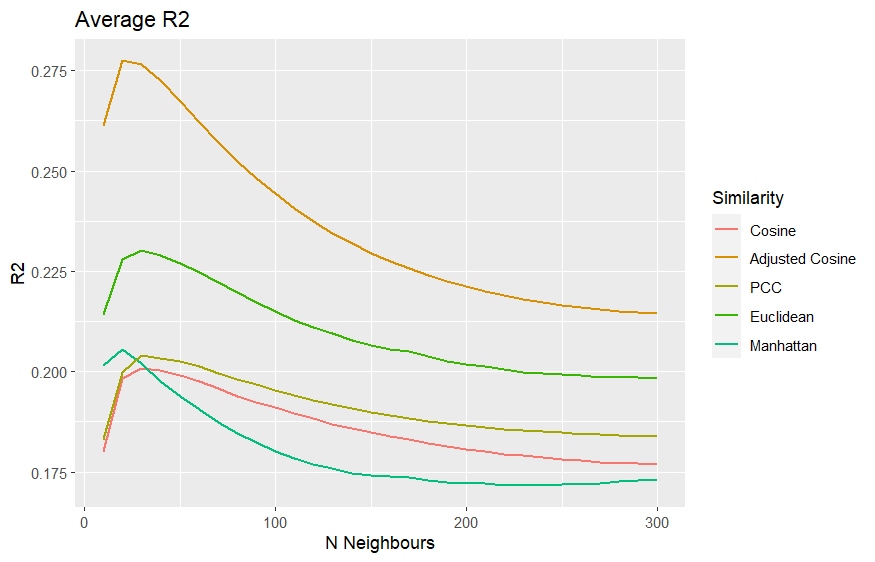 Average R2
0.275
0.250
0.225
0.200
0.175
R2
0
100
200
300
N Neighbours
Similarity
Cosine
Adjusted Cosine
PCC
Euclidean
Manhattan